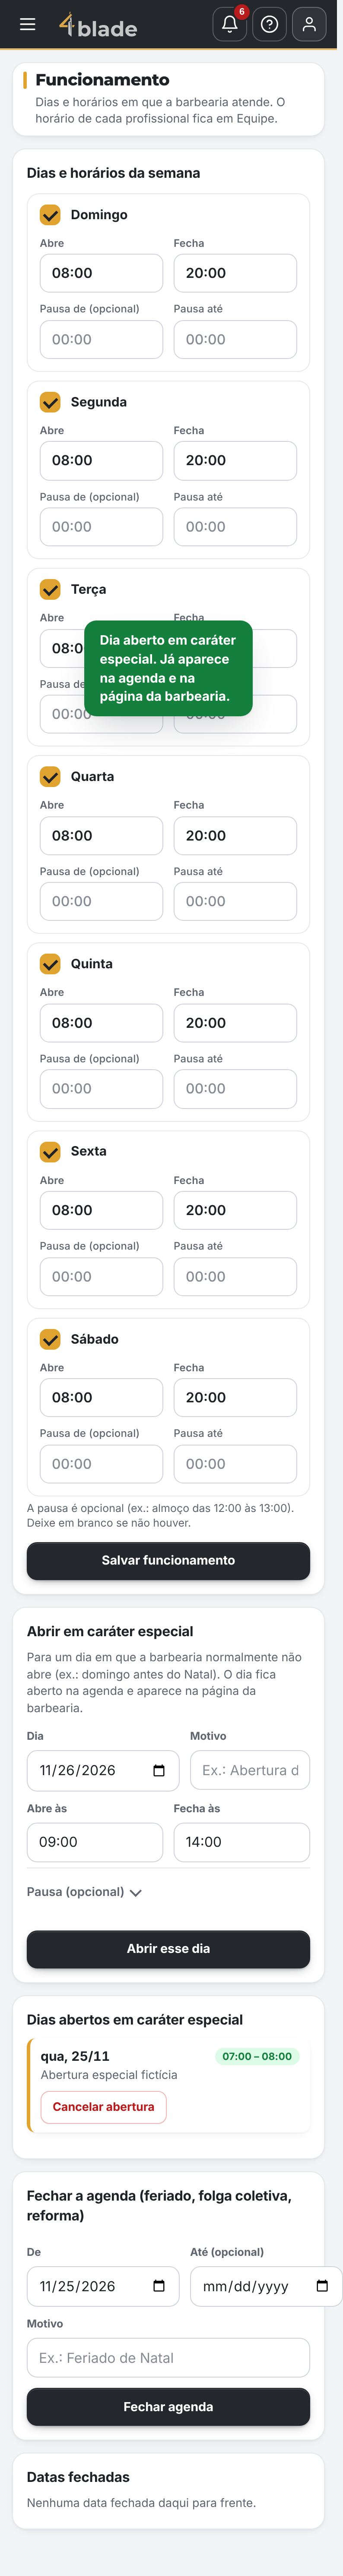 4blade
6
Funcionamento
Dias e horários em que a barbearia atende. O
horário de cada profissional fica em Equipe.
Dias e horários da semana
Domingo
Abre Fecha
08:00 20:00
Pausa de (opcional) Pausa até
00:00 00:00
Segunda
Abre Fecha
08:00 20:00
Pausa de (opcional) Pausa até
00:00 00:00
Terça
Abre Fecha
08:0
Pausa de
00:00 00:00
Dia aberto em caráter
especial. Já aparece
na agenda e na
página da barbearia.
Quarta
Abre Fecha
08:00 20:00
Pausa de (opcional) Pausa até
00:00 00:00
Quinta
Abre Fecha
08:00 20:00
Pausa de (opcional) Pausa até
00:00 00:00
Sexta
Abre Fecha
08:00 20:00
Pausa de (opcional) Pausa até
00:00 00:00
Sábado
Abre Fecha
08:00 20:00
Pausa de (opcional) Pausa até
00:00 00:00
A pausa é opcional (ex.: almoço das 12:00 às 13:00).
Deixe em branco se não houver.
Salvar funcionamento
Abrir em caráter especial
Para um dia em que a barbearia normalmente não
abre (ex.: domingo antes do Natal). O dia fica
aberto na agenda e aparece na página da
barbearia.
Dia Motivo
11/26/2026 Ex.: Abertura d
Abre às Fecha às
09:00 14:00
Pausa (opcional)
Abrir esse dia
Dias abertos em caráter especial
qua, 25/11 07:00 – 08:00
Abertura especial fictícia
Cancelar abertura
Fechar a agenda (feriado, folga coletiva,
reforma)
De Até (opcional)
11/25/2026 mm/dd/yyyy
Motivo
Ex.: Feriado de Natal
Fechar agenda
Datas fechadas
Nenhuma data fechada daqui para frente.